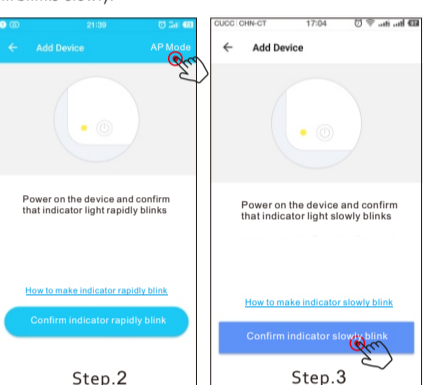 21:39
Add Device
AP Mode
Power on the device and confirm
that indicator light rapidly blinks
How to make indicator rapidly blink
Confirm indicator rapidly blink
Step.2
CUCC CHN-CT 17:04
Add Device
Power on the device and confirm
that indicator light slowly blinks
How to make indicator slowly blink
Confirm indicator slowly blink
Step.3